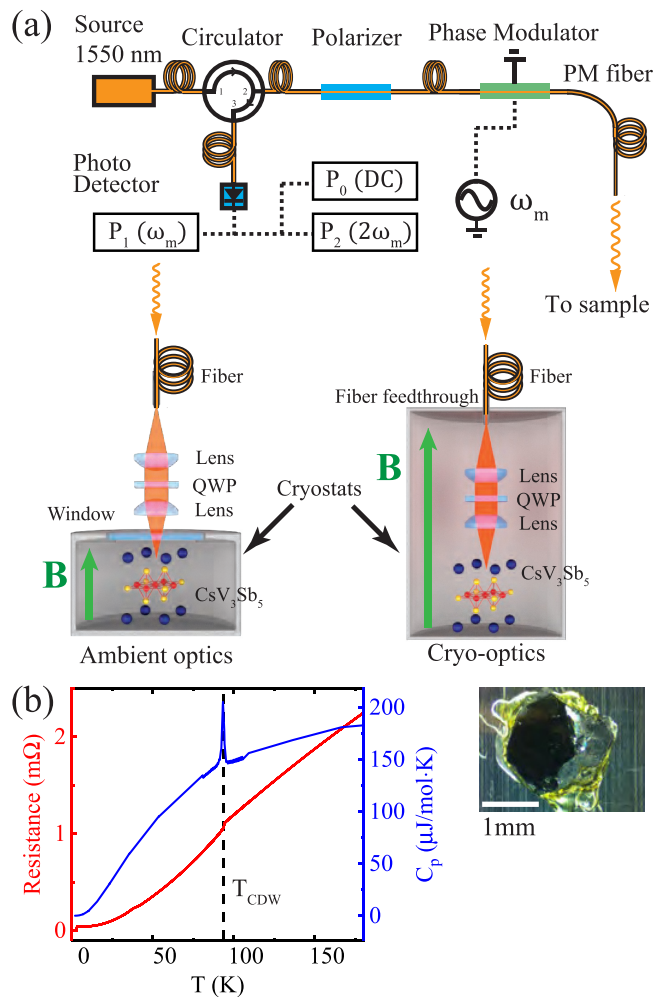 (a)
Source
1550 nm
Circulator
Polarizer
Phase Modulator
PM fiber
1
2
3
Photo
Detector
P₀ (DC)
P₁ (ωₘ)
P₂ (2ωₘ)
ωₘ
To sample
Fiber
Fiber
Fiber feedthrough
Lens
QWP
Lens
Window
B
CsV₃Sb₅
Ambient optics
Cryostats
B
Lens
QWP
Lens
CsV₃Sb₅
Cryo-optics
(b)
Resistance (mΩ)
2
1
0
T_CDW
0
50
100
150
T (K)
200
150
100
50
0
Cₚ (μJ/mol·K)
1mm